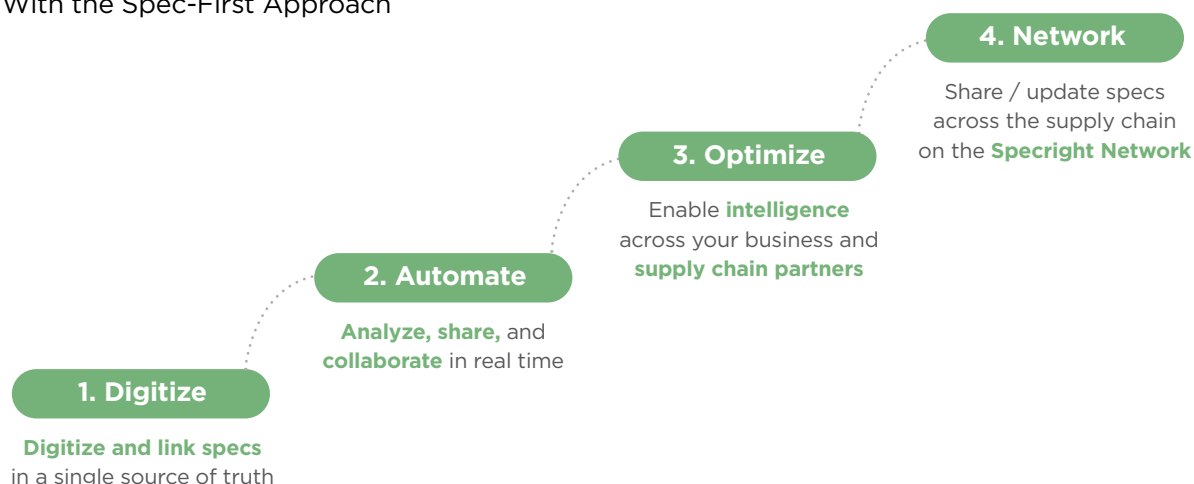 With the Spec-First Approach
4. Network
Share / update specs
across the supply chain
on the Specright Network
3. Optimize
Enable intelligence
across your business and
supply chain partners
2. Automate
Analyze, share, and
collaborate in real time
1. Digitize
Digitize and link specs
in a single source of truth